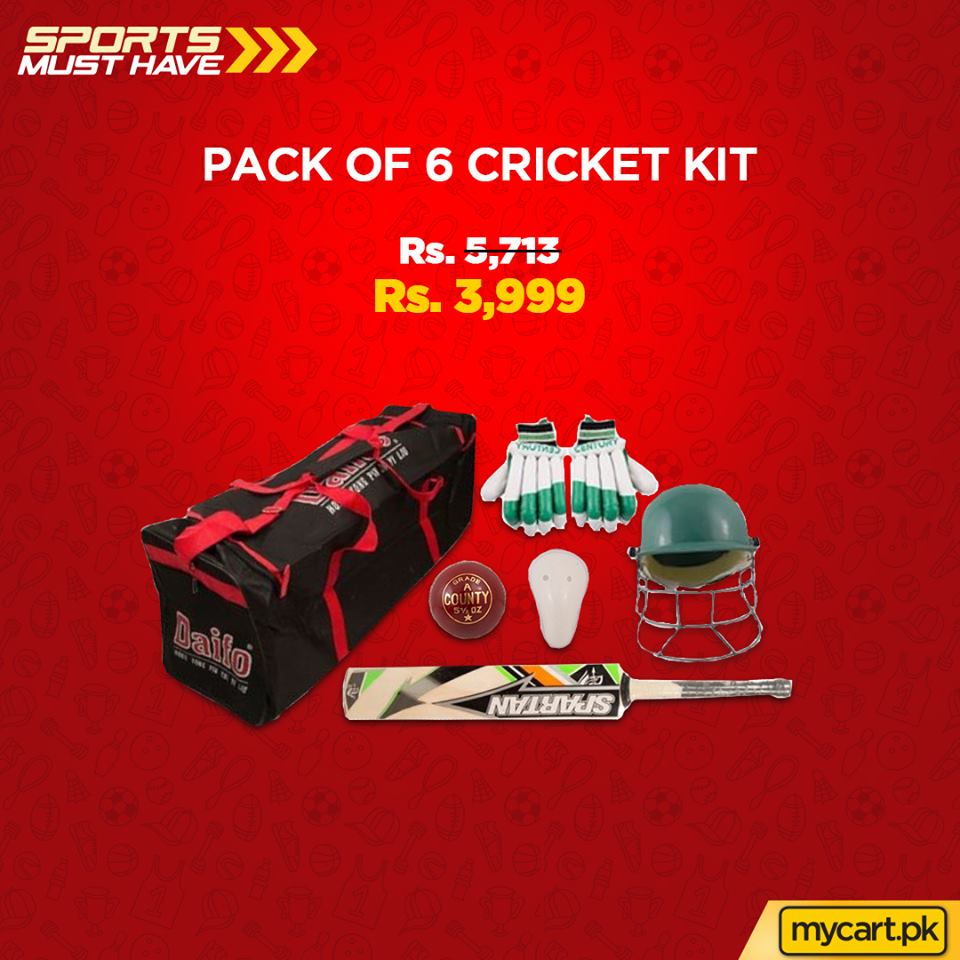 SPORTS
MUST HAVE
PACK OF 6 CRICKET KIT
Rs. 5,713
Rs. 3,999
CENTURY
CENTURY
GRADE
A
COUNTY
5½ OZ
Daifo
SPARTAN
mycart.pk